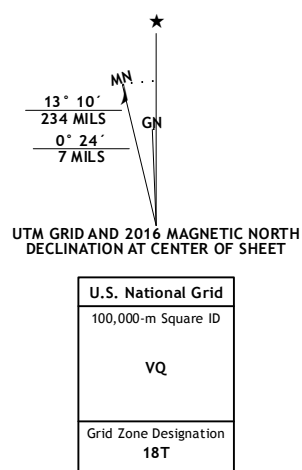 ★
MN
13° 10´
234 MILS
GN
0° 24´
7 MILS
UTM GRID AND 2016 MAGNETIC NORTH
DECLINATION AT CENTER OF SHEET
U.S. National Grid
100,000-m Square ID
VQ
Grid Zone Designation
18T